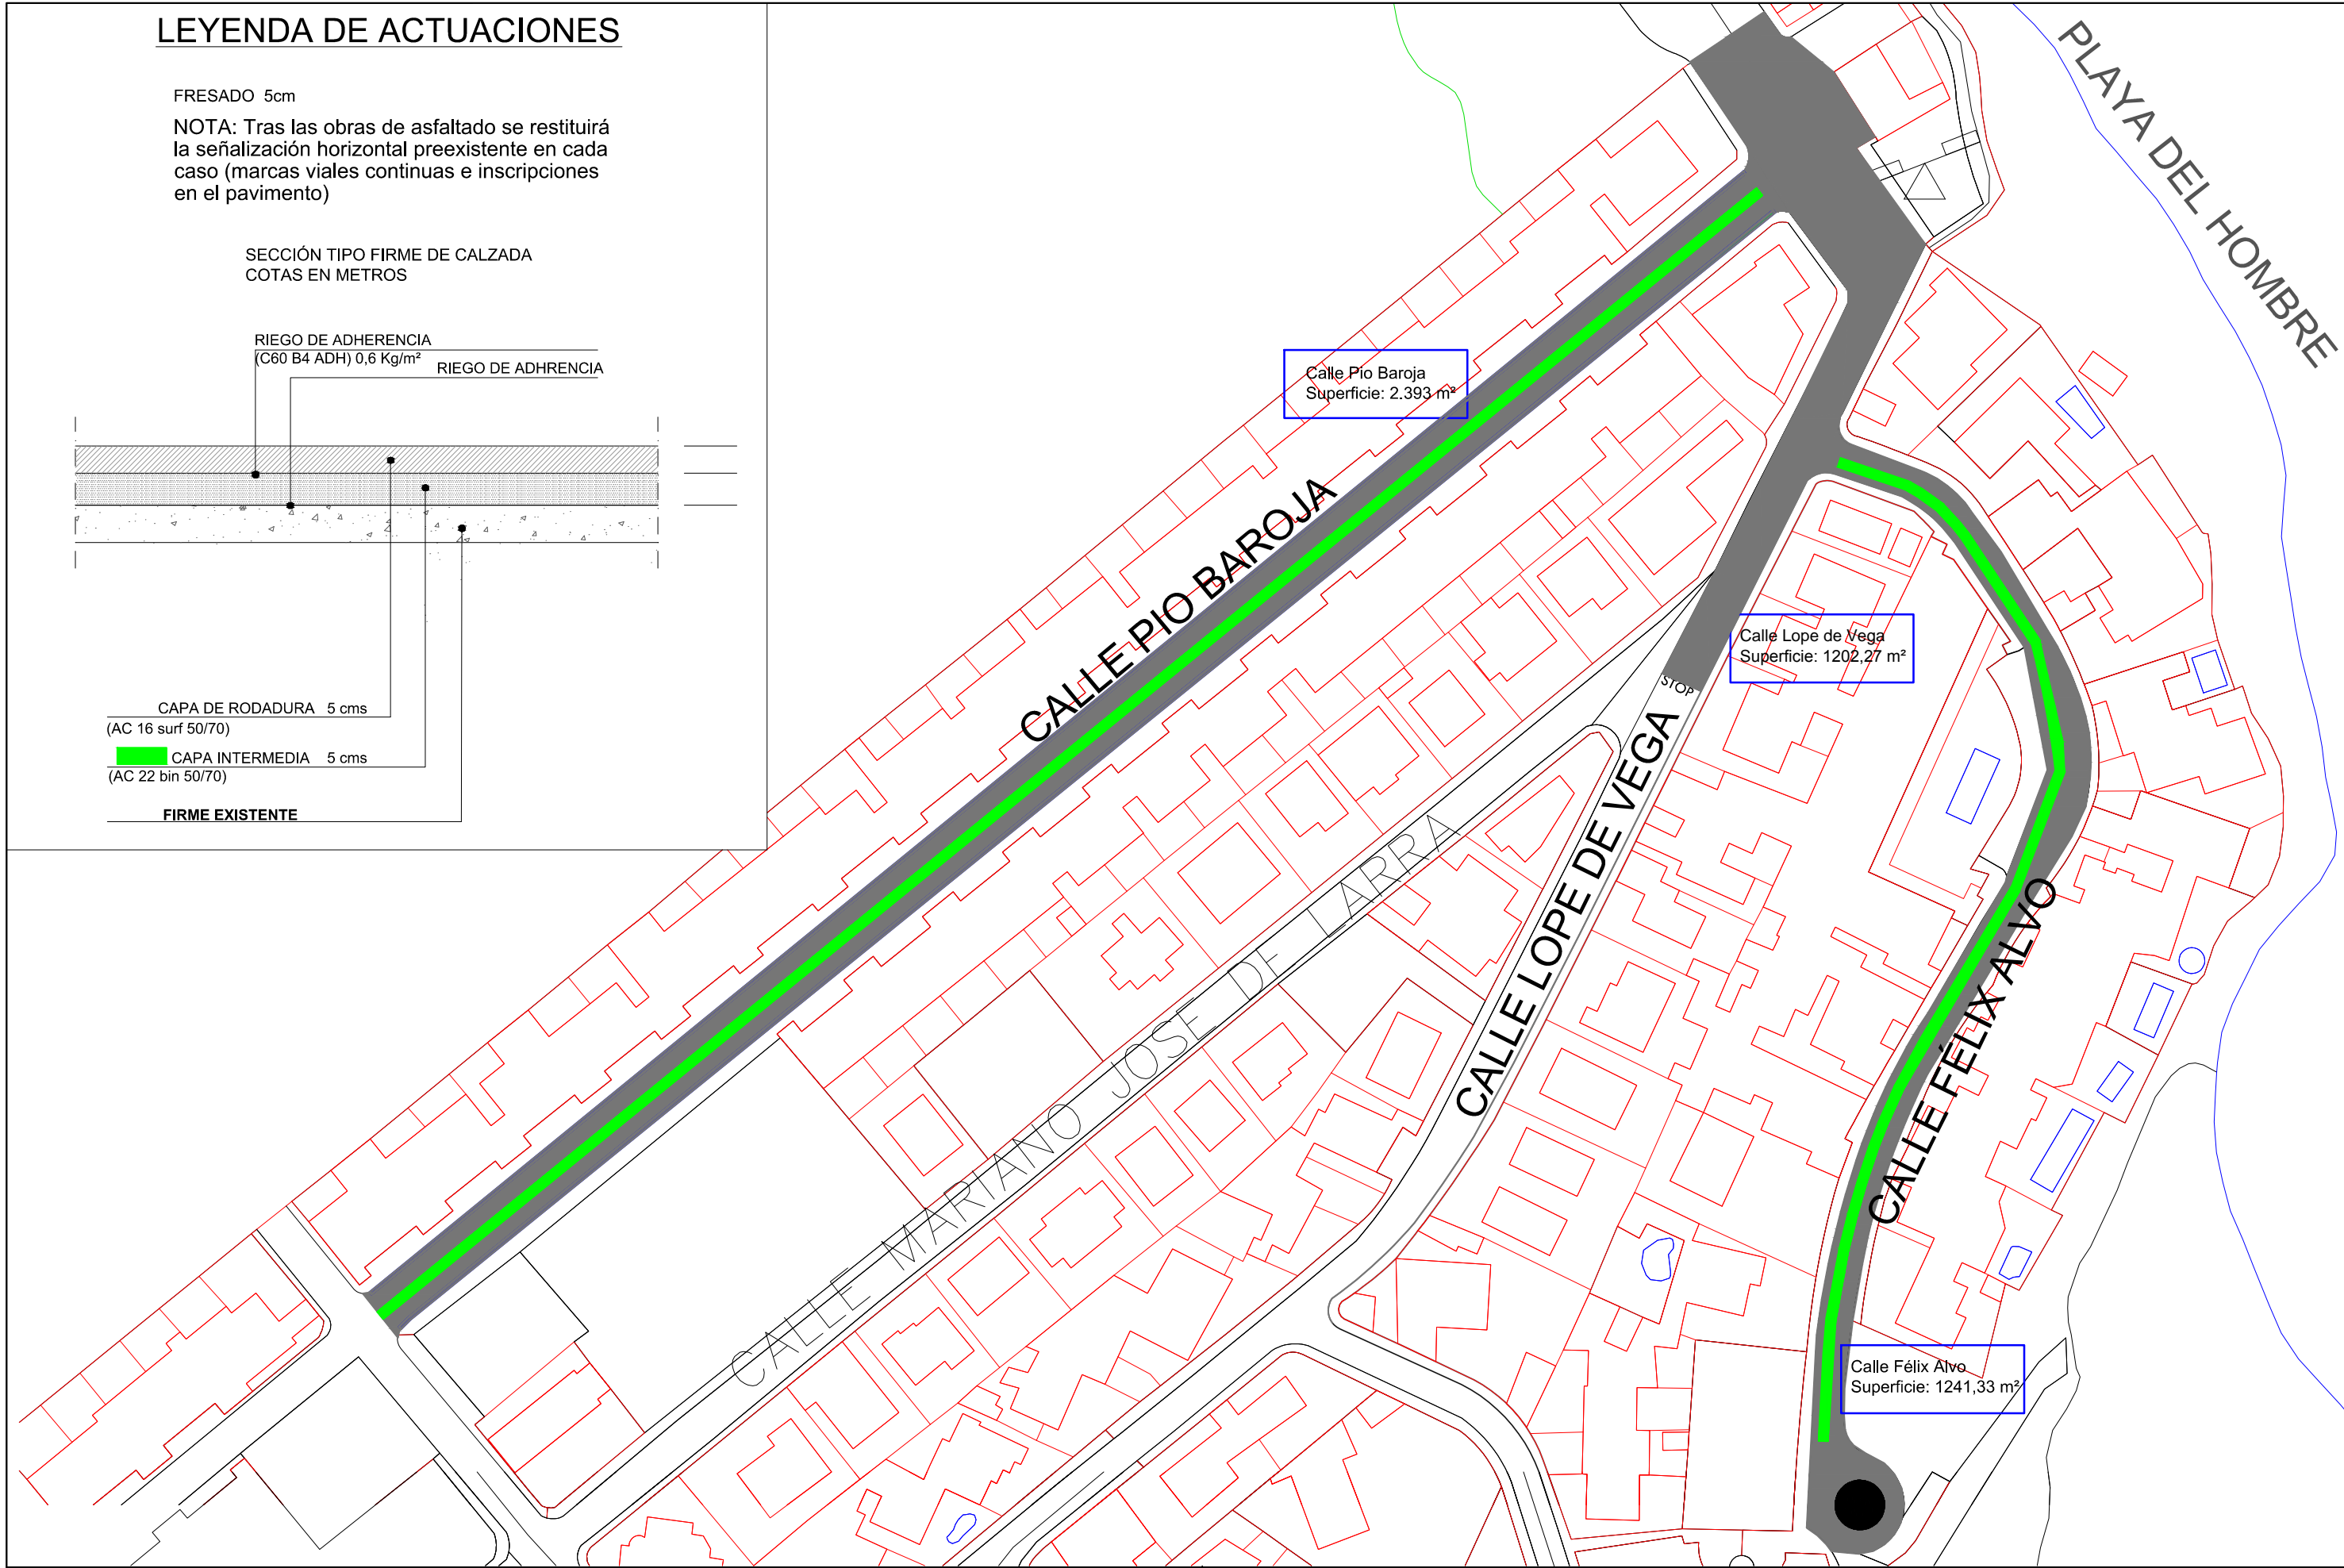 LEYENDA DE ACTUACIONES
FRESADO 5cm
NOTA: Tras las obras de asfaltado se restituirá
la señalización horizontal preexistente en cada
caso (marcas viales continuas e inscripciones
en el pavimento)
SECCIÓN TIPO FIRME DE CALZADA
COTAS EN METROS
RIEGO DE ADHERENCIA
(C60 B4 ADH) 0,6 Kg/m²
RIEGO DE ADHRENCIA
CAPA DE RODADURA 5 cms
(AC 16 surf 50/70)
CAPA INTERMEDIA 5 cms
(AC 22 bin 50/70)
FIRME EXISTENTE
PLAYA DEL HOMBRE
Calle Pio Baroja
Superficie: 2.393 m²
CALLE PIO BAROJA
Calle Lope de Vega
Superficie: 1202,27 m²
STOP
CALLE LOPE DE VEGA
CALLE MARIANO JOSE DE LARRA
CALLE FÉLIX ALVO
Calle Félix Alvo
Superficie: 1241,33 m²